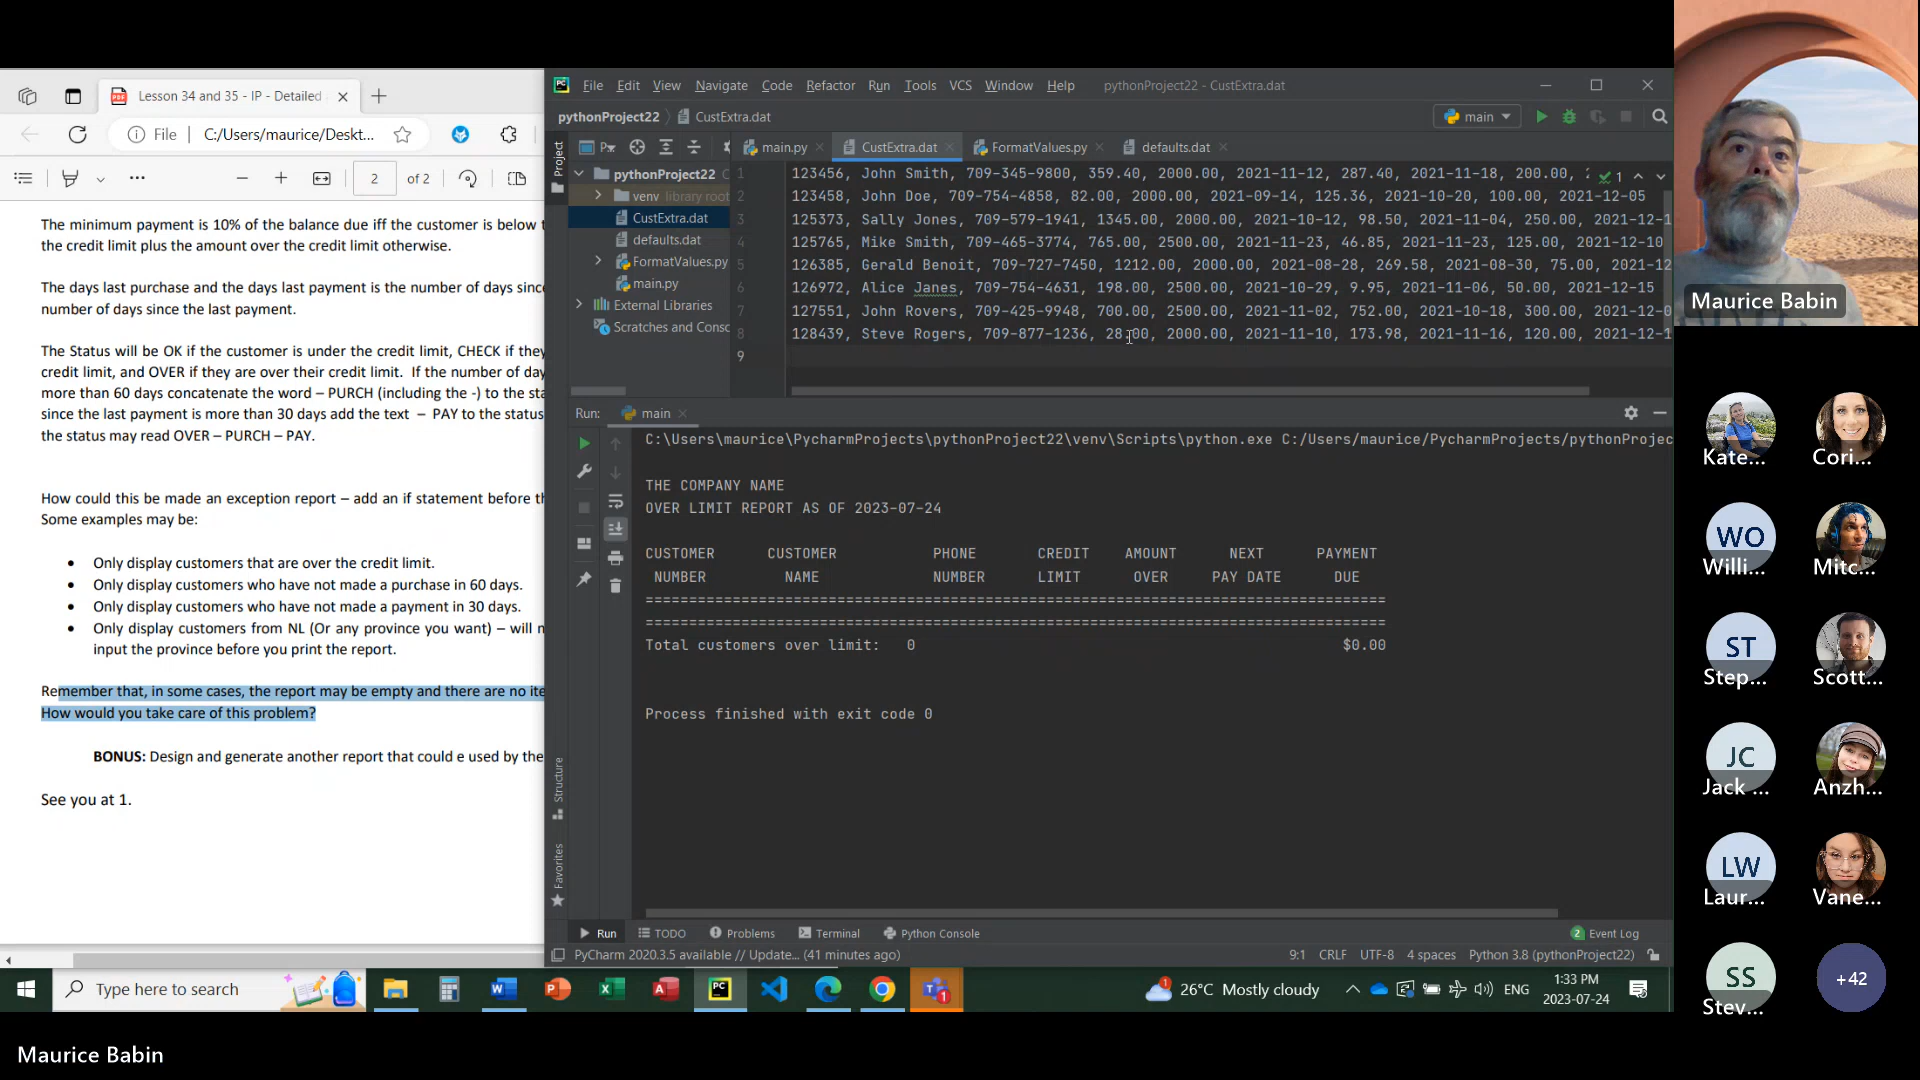 Lesson 34 and 35 - IP - Detailed
File
C:/Users/maurice/Deskt...
2
of 2
The minimum payment is 10% of the balance due iff the customer is below t
the credit limit plus the amount over the credit limit otherwise.
The days last purchase and the days last payment is the number of days sinc
number of days since the last payment.
The Status will be OK if the customer is under the credit limit, CHECK if they
credit limit, and OVER if they are over their credit limit. If the number of day
more than 60 days concatenate the word – PURCH (including the -) to the sta
since the last payment is more than 30 days add the text – PAY to the status
the status may read OVER – PURCH – PAY.
How could this be made an exception report – add an if statement before th
Some examples may be:
• Only display customers that are over the credit limit.
• Only display customers who have not made a purchase in 60 days.
• Only display customers who have not made a payment in 30 days.
• Only display customers from NL (Or any province you want) – will n
input the province before you print the report.
Remember that, in some cases, the report may be empty and there are no ite
How would you take care of this problem?
BONUS: Design and generate another report that could e used by the
See you at 1.
PC File Edit View Navigate Code Refactor Run Tools VCS Window Help pythonProject22 - CustExtra.dat
pythonProject22 CustExtra.dat main
Project
main.py CustExtra.dat FormatValues.py defaults.dat
pythonProject22
venv library root
CustExtra.dat
defaults.dat
FormatValues.py
main.py
External Libraries
Scratches and Consc
1 123456, John Smith, 709-345-9800, 359.40, 2000.00, 2021-11-12, 287.40, 2021-11-18, 200.00, 2
1
2 123458, John Doe, 709-754-4858, 82.00, 2000.00, 2021-09-14, 125.36, 2021-10-20, 100.00, 2021-12-05
3 125373, Sally Jones, 709-579-1941, 1345.00, 2000.00, 2021-10-12, 98.50, 2021-11-04, 250.00, 2021-12-1
4 125765, Mike Smith, 709-465-3774, 765.00, 2500.00, 2021-11-23, 46.85, 2021-11-23, 125.00, 2021-12-10
5 126385, Gerald Benoit, 709-727-7450, 1212.00, 2000.00, 2021-08-28, 269.58, 2021-08-30, 75.00, 2021-12
6 126972, Alice Janes, 709-754-4631, 198.00, 2500.00, 2021-10-29, 9.95, 2021-11-06, 50.00, 2021-12-15
7 127551, John Rovers, 709-425-9948, 700.00, 2500.00, 2021-11-02, 752.00, 2021-10-18, 300.00, 2021-12-0
8 128439, Steve Rogers, 709-877-1236, 28.00, 2000.00, 2021-11-10, 173.98, 2021-11-16, 120.00, 2021-12-1
9
Run: main
C:\Users\maurice\PycharmProjects\pythonProject22\venv\Scripts\python.exe C:/Users/maurice/PycharmProjects/pythonProjec
THE COMPANY NAME
OVER LIMIT REPORT AS OF 2023-07-24
CUSTOMER CUSTOMER PHONE CREDIT AMOUNT NEXT PAYMENT
NUMBER NAME NUMBER LIMIT OVER PAY DATE DUE
=====================================================================================
=====================================================================================
Total customers over limit: 0 $0.00
Process finished with exit code 0
Structure
Favorites
Run TODO Problems Terminal Python Console 2 Event Log
PyCharm 2020.3.5 available // Update... (41 minutes ago) 9:1 CRLF UTF-8 4 spaces Python 3.8 (pythonProject22)
Type here to search
26°C Mostly cloudy
ENG
1:33 PM
2023-07-24
Maurice Babin
Kate...
Cori...
WO
Willi...
Mitc...
ST
Step...
Scott...
JC
Jack ...
Anzh...
LW
Laur...
Vane...
SS
Stev...
+42
Maurice Babin